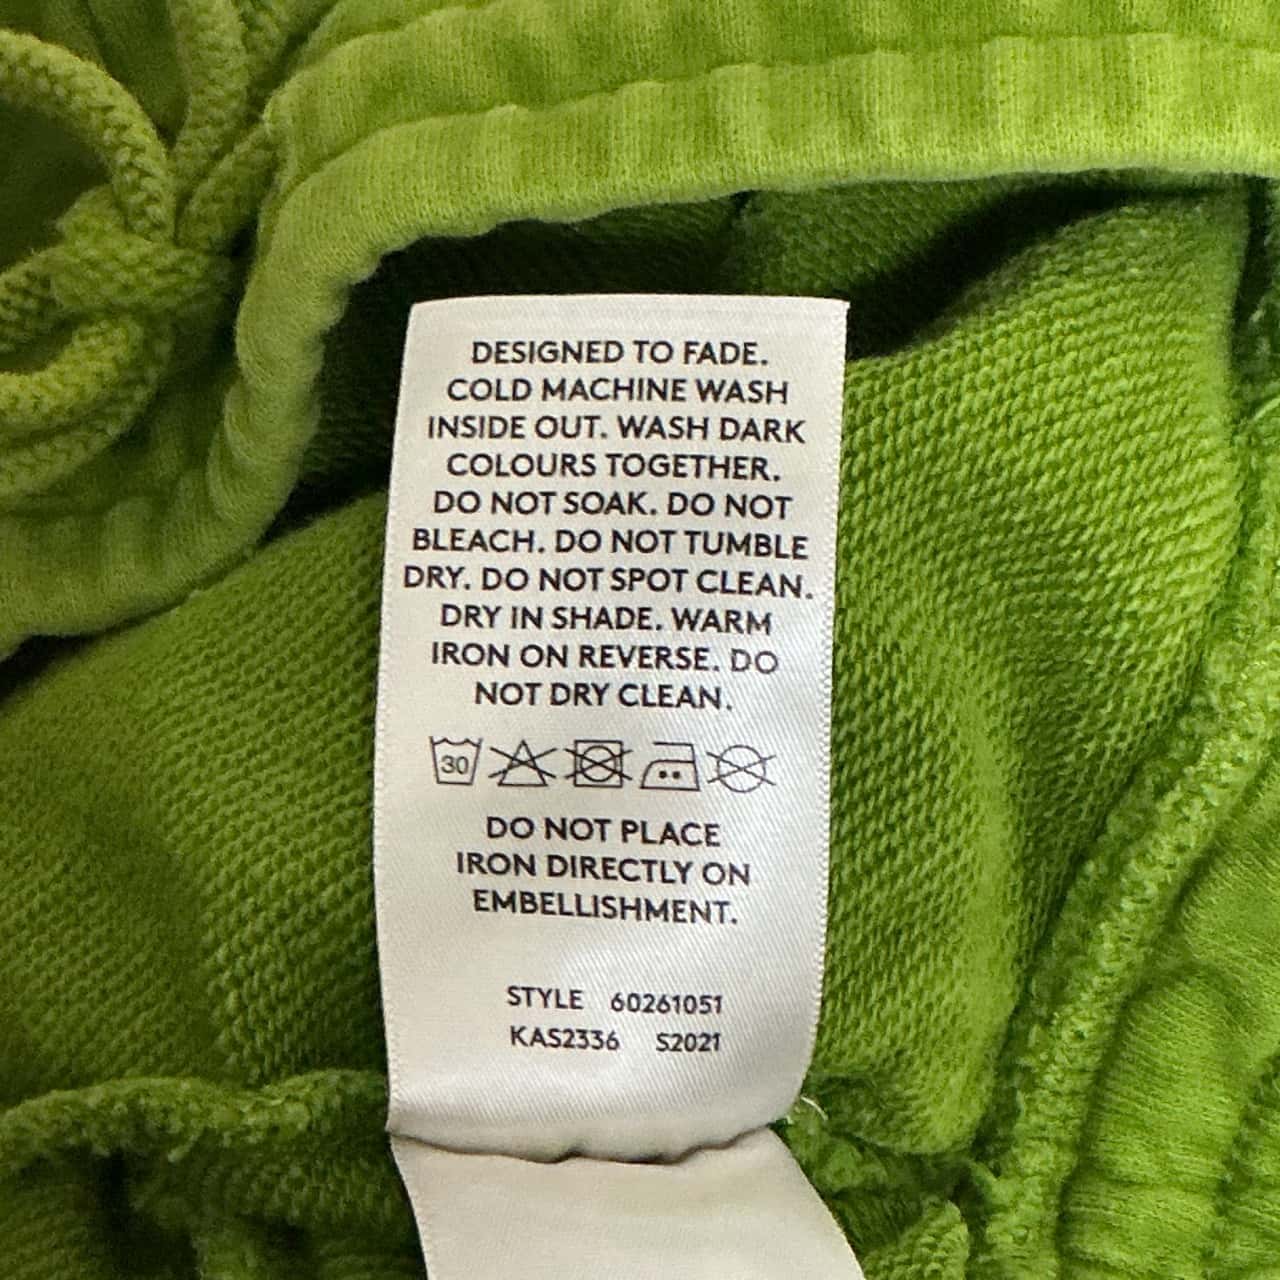 DESIGNED TO FADE.
COLD MACHINE WASH
INSIDE OUT. WASH DARK
COLOURS TOGETHER.
DO NOT SOAK. DO NOT
BLEACH. DO NOT TUMBLE
DRY. DO NOT SPOT CLEAN.
DRY IN SHADE. WARM
IRON ON REVERSE. DO
NOT DRY CLEAN.
30
DO NOT PLACE
IRON DIRECTLY ON
EMBELLISHMENT.
STYLE 60261051
KAS2336 S2021